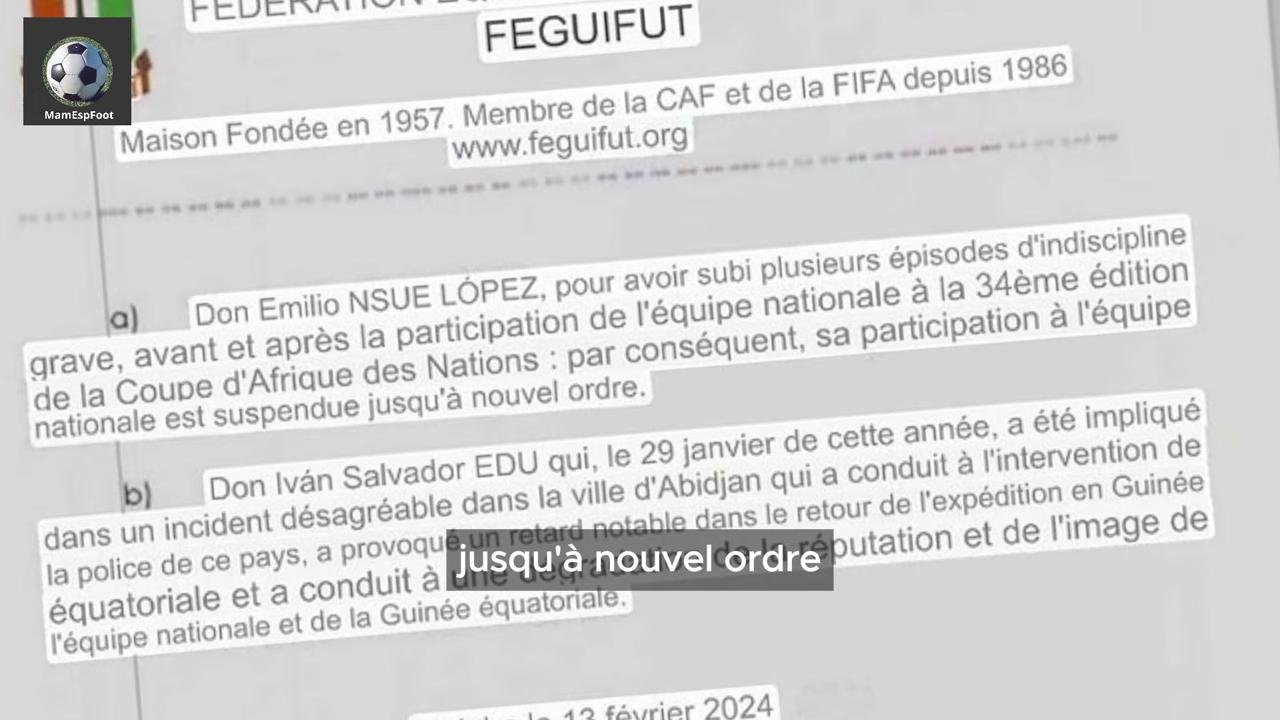 FEGUIFUT
MamEspFoot
Maison Fondée en 1957. Membre de la CAF et de la FIFA depuis 1986
www.feguifut.org
a) Don Emilio NSUE LÓPEZ, pour avoir subi plusieurs épisodes d'indiscipline
grave, avant et après la participation de l'équipe nationale à la 34ème édition
de la Coupe d'Afrique des Nations : par conséquent, sa participation à l'équipe
nationale est suspendue jusqu'à nouvel ordre.
b) Don Iván Salvador EDU qui, le 29 janvier de cette année, a été impliqué
dans un incident désagréable dans la ville d'Abidjan qui a conduit à l'intervention de
la police de ce pays, a provoqué un retard notable dans le retour de l'expédition en Guinée
équatoriale et a conduit à une de la réputation et de l'image de
l'équipe nationale et de la Guinée équatoriale.
jusqu'à nouvel ordre
le 13 février 2024